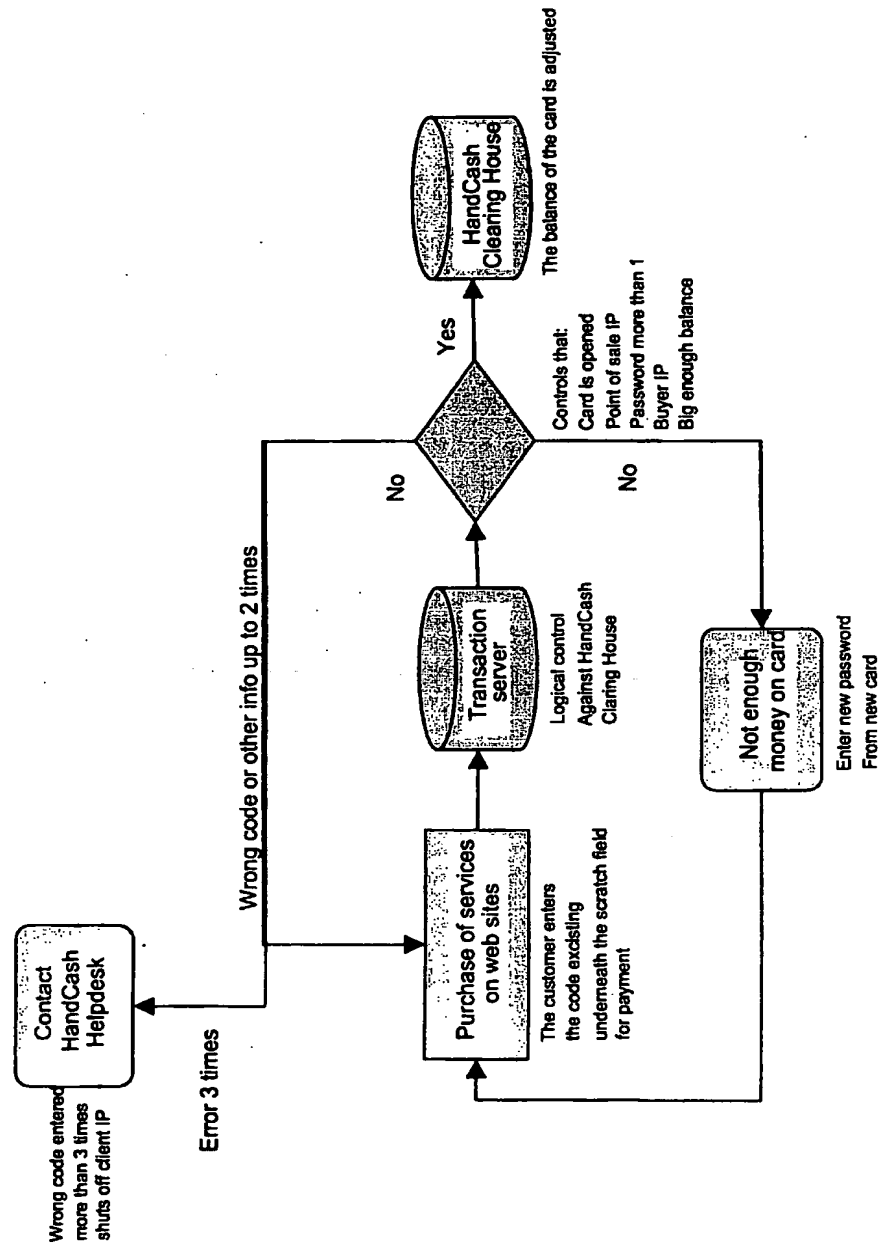 Wrong code entered
more than 3 times
shuts off client IP
Contact
HandCash
Helpdesk
Error 3 times
Wrong code or other info up to 2 times
Purchase of services
on web sites
The customer enters
the code excisting
underneath the scratch field
for payment
Transaction
server
Logical control
Against HandCash
Claring House
No
Yes
No
HandCash
Clearing House
The balance of the card is adjusted
Controls that:
Card is opened
Point of sale IP
Password more than 1
Buyer IP
Big enough balance
Not enough
money on card
Enter new password
From new card